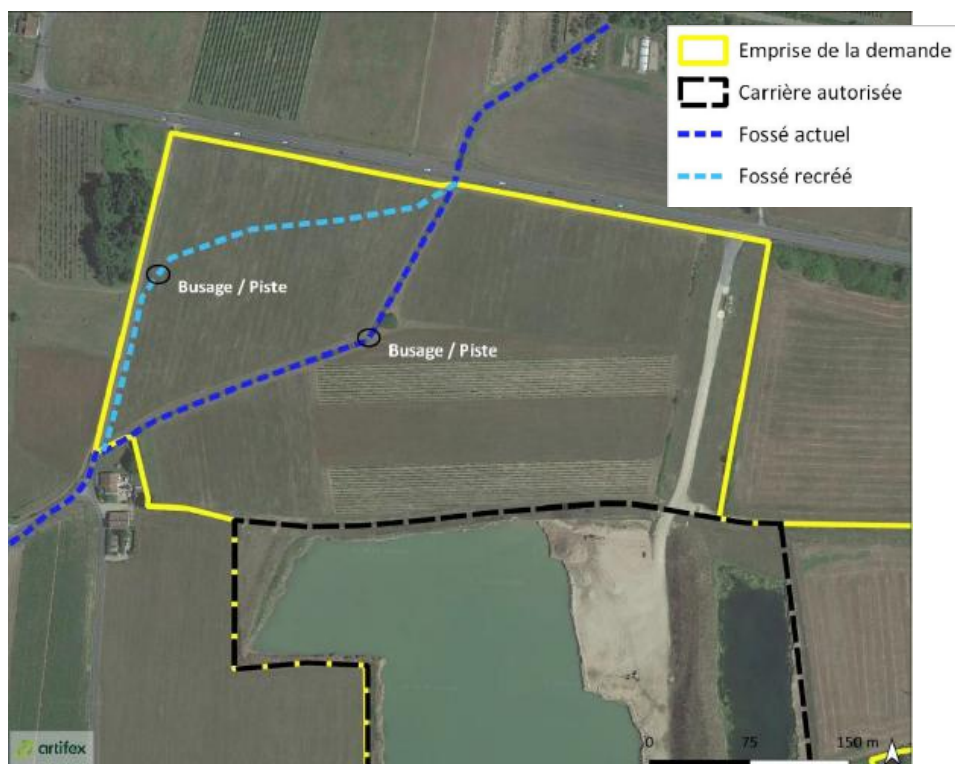 Emprise de la demande
Carrière autorisée
Fossé actuel
Fossé recréé
Busage / Piste
Busage / Piste
artifex
0 75 150 m